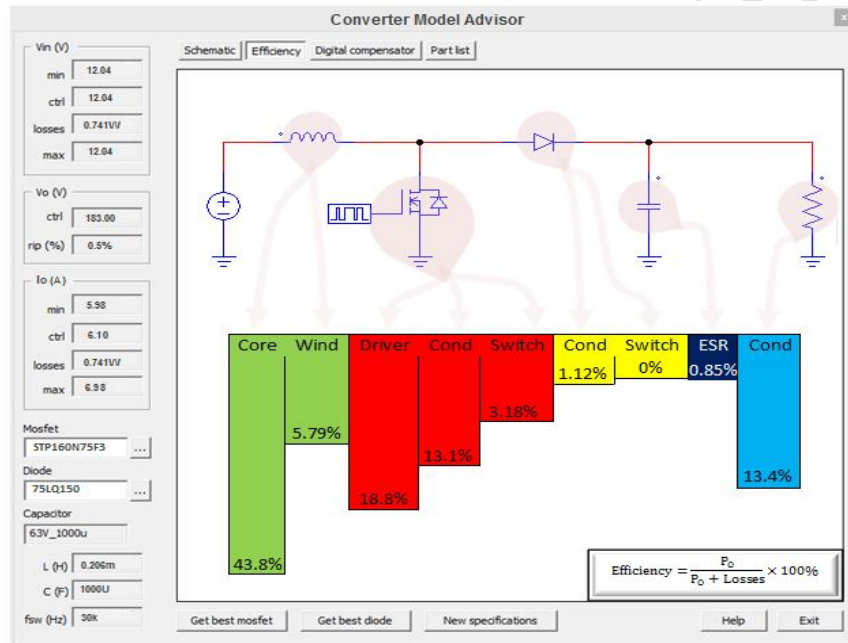 Converter Model Advisor
x
Vin (V)
min 12.04
ctrl 12.04
losses 0.741W
max 12.04
Vo (V)
ctrl 183.00
rip (%) 0.5%
Io (A)
min 5.98
ctrl 6.10
losses 0.741W
max 6.98
Mosfet
STP160N75F3 ...
Diode
75LQ150 ...
Capacitor
63V_1000u
L (H) 0.206m
C (F) 1000U
fsw (Hz) 30k
Schematic Efficiency Digital compensator Part list
Core Wind Driver Cond Switch Cond Switch ESR Cond
1.12% 0% 0.85%
3.18%
5.79%
13.1%
13.4%
18.8%
43.8%
Efficiency = P_O / (P_O + Losses) × 100%
Get best mosfet Get best diode New specifications Help Exit